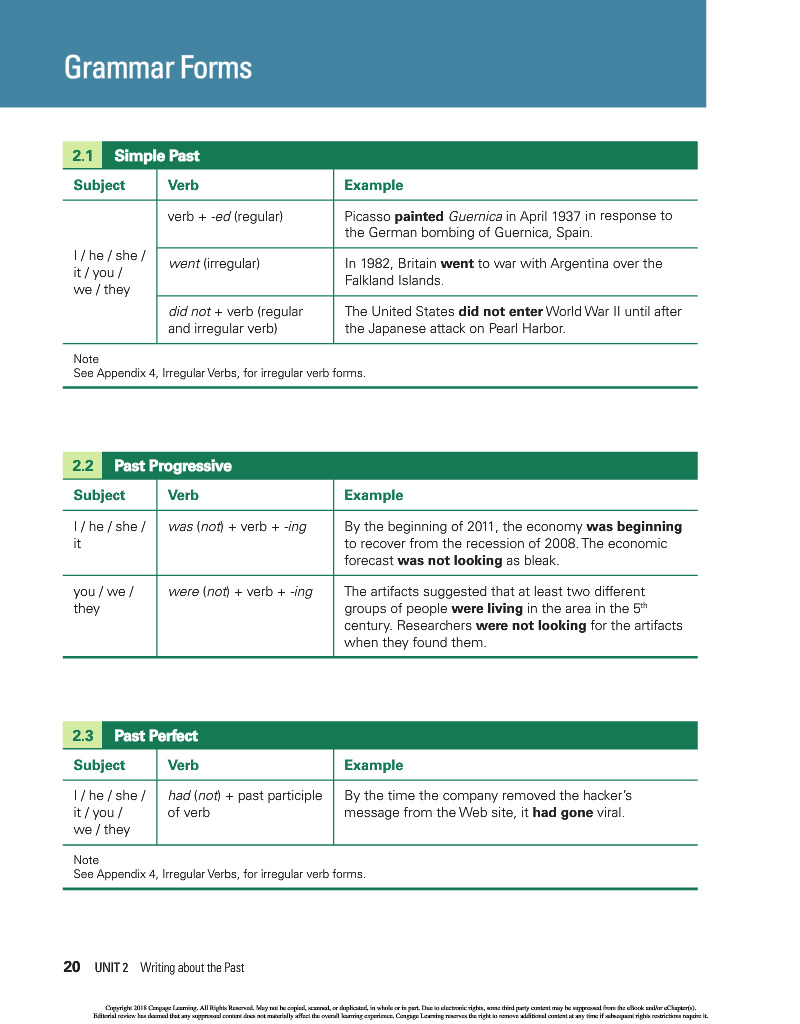 Grammar Forms
2.1 Simple Past
Subject Verb Example
I / he / she /
it / you /
we / they
verb + -ed (regular)
Picasso painted Guernica in April 1937 in response to
the German bombing of Guernica, Spain.
went (irregular)
In 1982, Britain went to war with Argentina over the
Falkland Islands.
did not + verb (regular
and irregular verb)
The United States did not enter World War II until after
the Japanese attack on Pearl Harbor.
Note
See Appendix 4, Irregular Verbs, for irregular verb forms.
2.2 Past Progressive
Subject Verb Example
I / he / she /
it
was (not) + verb + -ing
By the beginning of 2011, the economy was beginning
to recover from the recession of 2008. The economic
forecast was not looking as bleak.
you / we /
they
were (not) + verb + -ing
The artifacts suggested that at least two different
groups of people were living in the area in the 5th
century. Researchers were not looking for the artifacts
when they found them.
2.3 Past Perfect
Subject Verb Example
I / he / she /
it / you /
we / they
had (not) + past participle
of verb
By the time the company removed the hacker's
message from the Web site, it had gone viral.
Note
See Appendix 4, Irregular Verbs, for irregular verb forms.
20 UNIT 2 Writing about the Past
Copyright 2018 Cengage Learning. All Rights Reserved. May not be copied, scanned, or duplicated, in whole or in part. Due to electronic rights, some third party content may be suppressed from the eBook and/or eChapter(s).
Editorial review has deemed that any suppressed content does not materially affect the overall learning experience. Cengage Learning reserves the right to remove additional content at any time if subsequent rights restrictions require it.